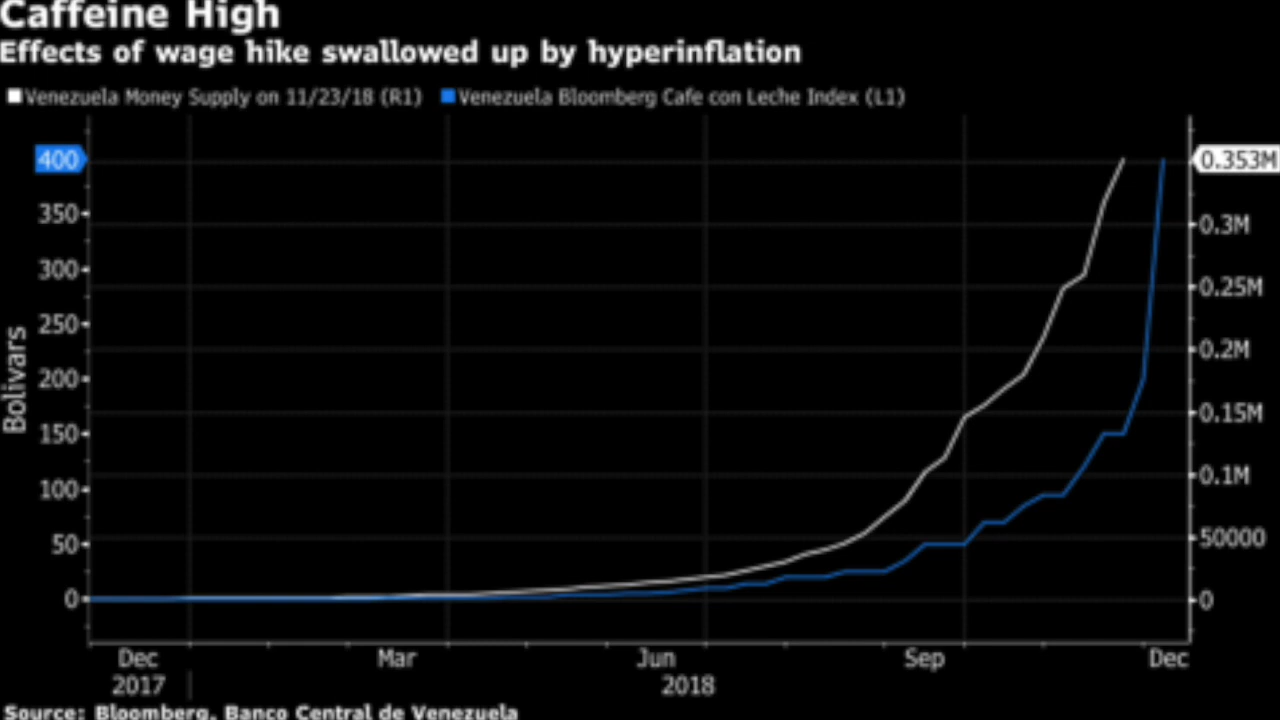 Caffeine High
Effects of wage hike swallowed up by hyperinflation
Venezuela Money Supply on 11/23/18 (R1) Venezuela Bloomberg Cafe con Leche Index (L1)
400 0.353M
350 0.3M
300 0.25M
250 0.2M
200 0.15M
150 0.1M
100 50000
50 0
0
Bolivars
Dec Mar Jun Sep Dec
2017 2018
Source: Bloomberg, Banco Central de Venezuela